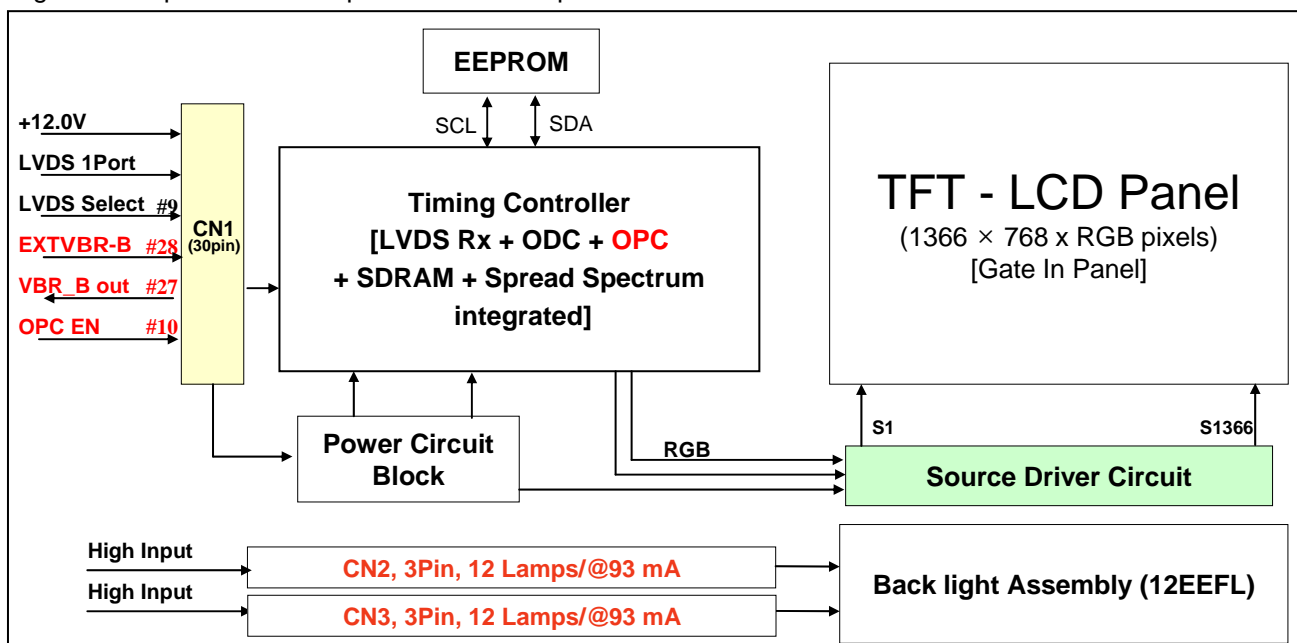 EEPROM
SCL
SDA
+12.0V
LVDS 1Port
LVDS Select #9
EXTVBR-B #28
VBR_B out #27
OPC EN #10
CN1
(30pin)
Timing Controller
[LVDS Rx + ODC + OPC
+ SDRAM + Spread Spectrum
integrated]
TFT - LCD Panel
(1366 × 768 x RGB pixels)
[Gate In Panel]
Power Circuit
Block
RGB
S1
S1366
Source Driver Circuit
High Input
CN2, 3Pin, 12 Lamps/@93 mA
High Input
CN3, 3Pin, 12 Lamps/@93 mA
Back light Assembly (12EEFL)